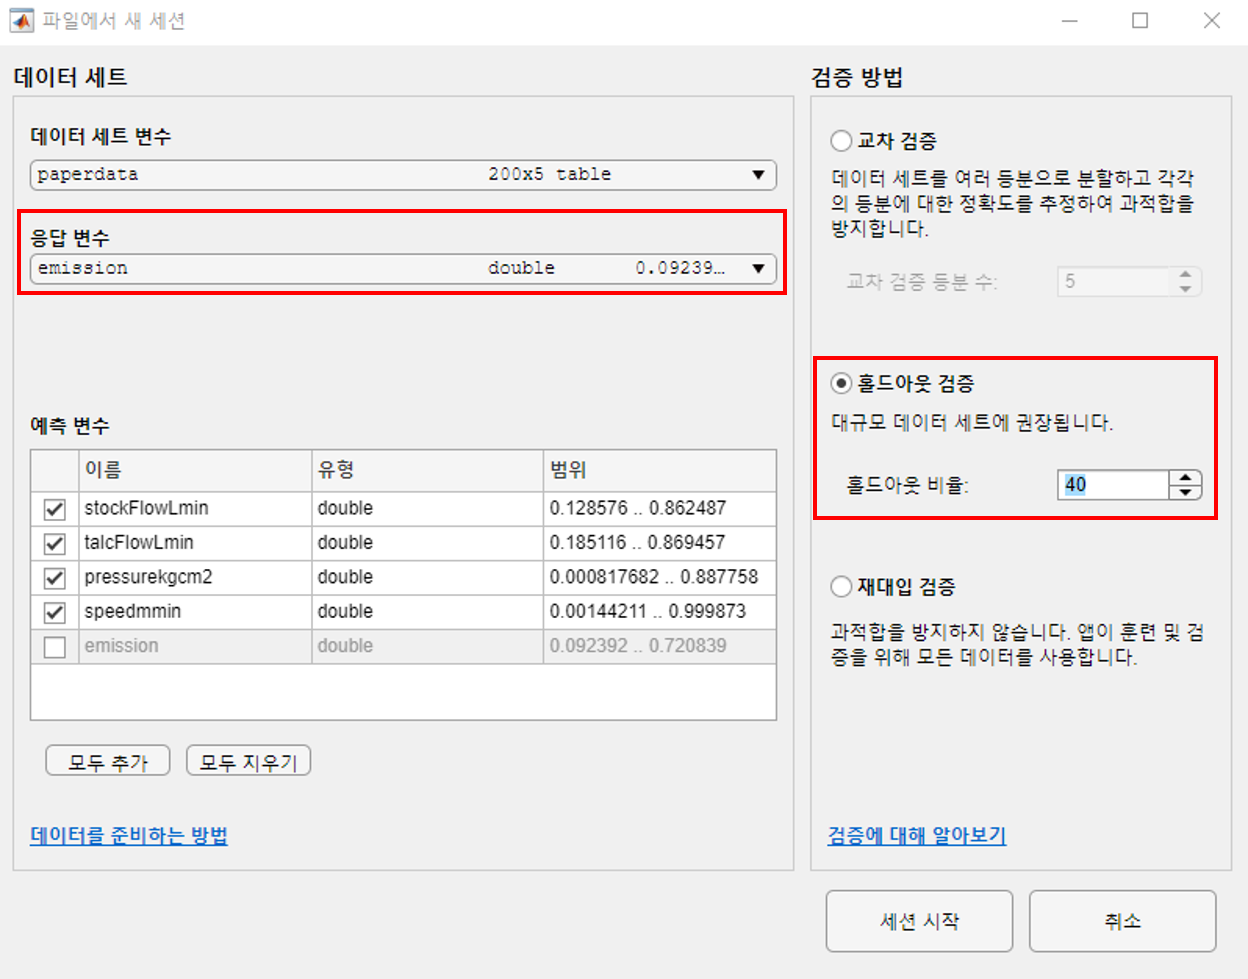 파일에서 새 세션
데이터 세트
데이터 세트 변수
paperdata 200x5 table
응답 변수
emission double 0.09239...
예측 변수
이름 유형 범위
stockFlowLmin double 0.128576 .. 0.862487
talcFlowLmin double 0.185116 .. 0.869457
pressurekgcm2 double 0.000817682 .. 0.887758
speedmmin double 0.00144211 .. 0.999873
emission double 0.092392 .. 0.720839
모두 추가 모두 지우기
데이터를 준비하는 방법
검증 방법
교차 검증
데이터 세트를 여러 등분으로 분할하고 각각
의 등분에 대한 정확도를 추정하여 과적합을
방지합니다.
교차 검증 등분 수: 5
홀드아웃 검증
대규모 데이터 세트에 권장됩니다.
홀드아웃 비율: 40
재대입 검증
과적합을 방지하지 않습니다. 앱이 훈련 및 검
증을 위해 모든 데이터를 사용합니다.
검증에 대해 알아보기
세션 시작 취소